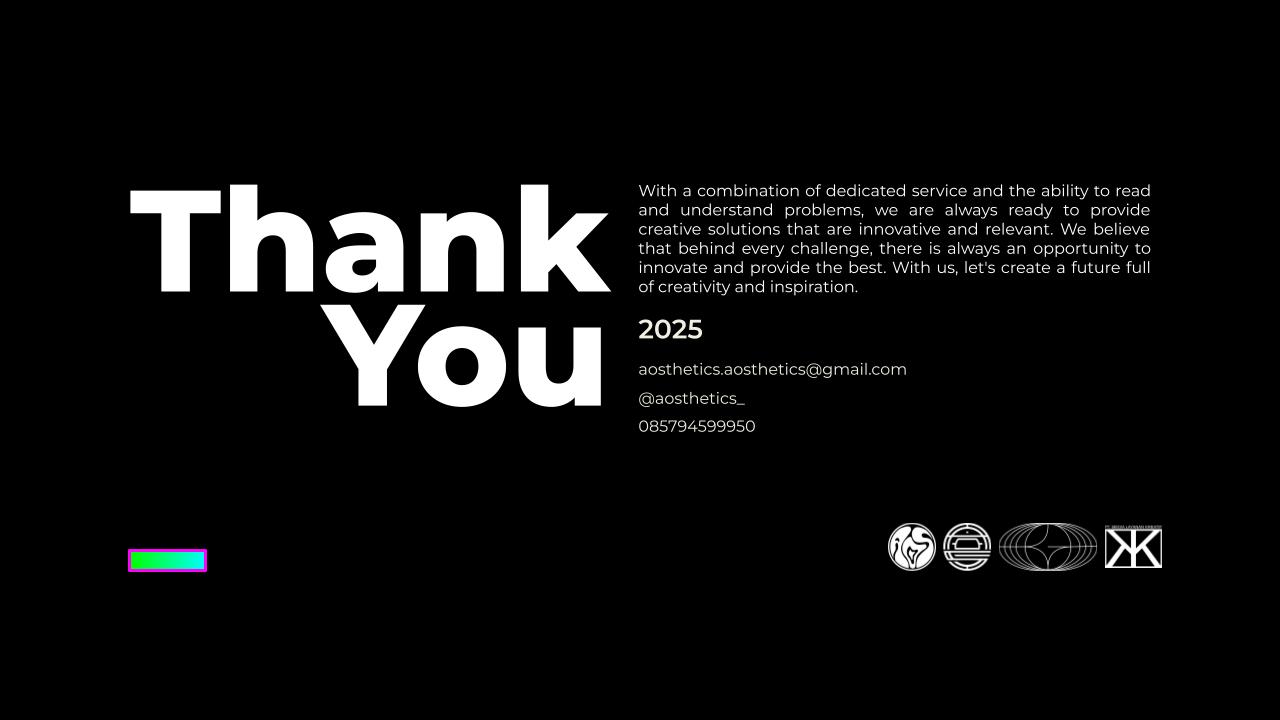 Thank
You
With a combination of dedicated service and the ability to read
and understand problems, we are always ready to provide
creative solutions that are innovative and relevant. We believe
that behind every challenge, there is always an opportunity to
innovate and provide the best. With us, let's create a future full
of creativity and inspiration.
2025
aosthetics.aosthetics@gmail.com
@aosthetics_
085794599950